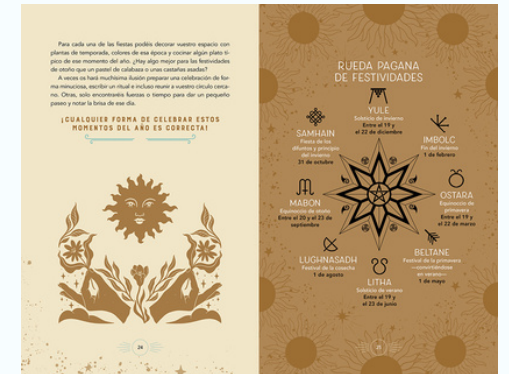 Para cada una de las fiestas podéis decorar vuestro espacio con
plantas de temporada, colores de esa época y cocinar algún plato tí-
pico de ese momento del año. ¿Hay algo mejor para las festividades
de otoño que un pastel de calabaza o unas castañas asadas?
A veces os hará muchísima ilusión preparar una celebración de for-
ma minuciosa, escribir un ritual e incluso reunir a vuestro círculo cerca-
no. Otras, solo encontraréis fuerzas o tiempo para dar un pequeño
paseo y notar la brisa de ese día.
¡CUALQUIER FORMA DE CELEBRAR ESTOS
MOMENTOS DEL AÑO ES CORRECTA!
24
RUEDA PAGANA
DE FESTIVIDADES
YULE
Solsticio de invierno
Entre el 19 y
el 22 de diciembre
IMBOLC
Fin del invierno
1 de febrero
OSTARA
Equinoccio de
primavera
Entre el 19 y
el 22 de marzo
BELTANE
Festival de la primavera
—convirtiéndose
en verano—
1 de mayo
LITHA
Solsticio de verano
Entre el 19 y
el 23 de junio
LUGHNASADH
Festival de la cosecha
1 de agosto
MABON
Equinoccio de otoño
Entre el 20 y el 23 de
septiembre
SAMHAIN
Fiesta de los
difuntos y principio
del invierno
31 de octubre
25